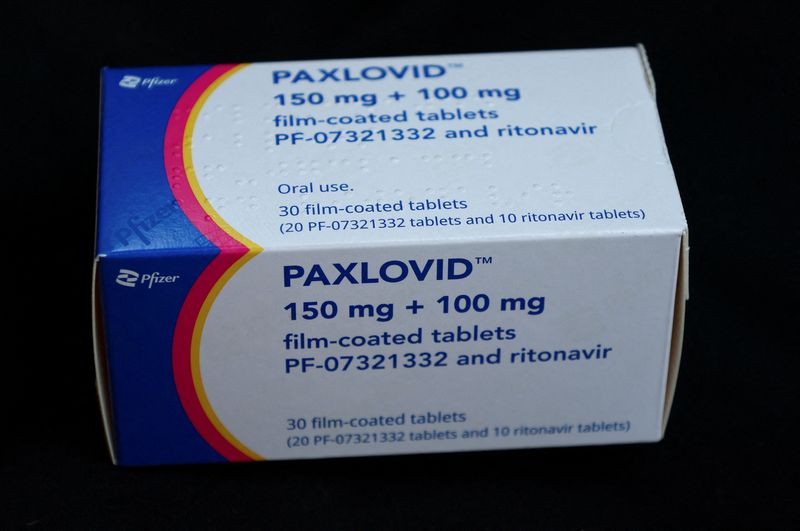 Pfizer
PAXLOVID™
150 mg + 100 mg
film-coated tablets
PF-07321332 and ritonavir
Oral use.
30 film-coated tablets
(20 PF-07321332 tablets and 10 ritonavir tablets)
Pfizer
Pfizer
PAXLOVID™
150 mg + 100 mg
film-coated tablets
PF-07321332 and ritonavir
30 film-coated tablets
(20 PF-07321332 tablets and 10 ritonavir tablets)